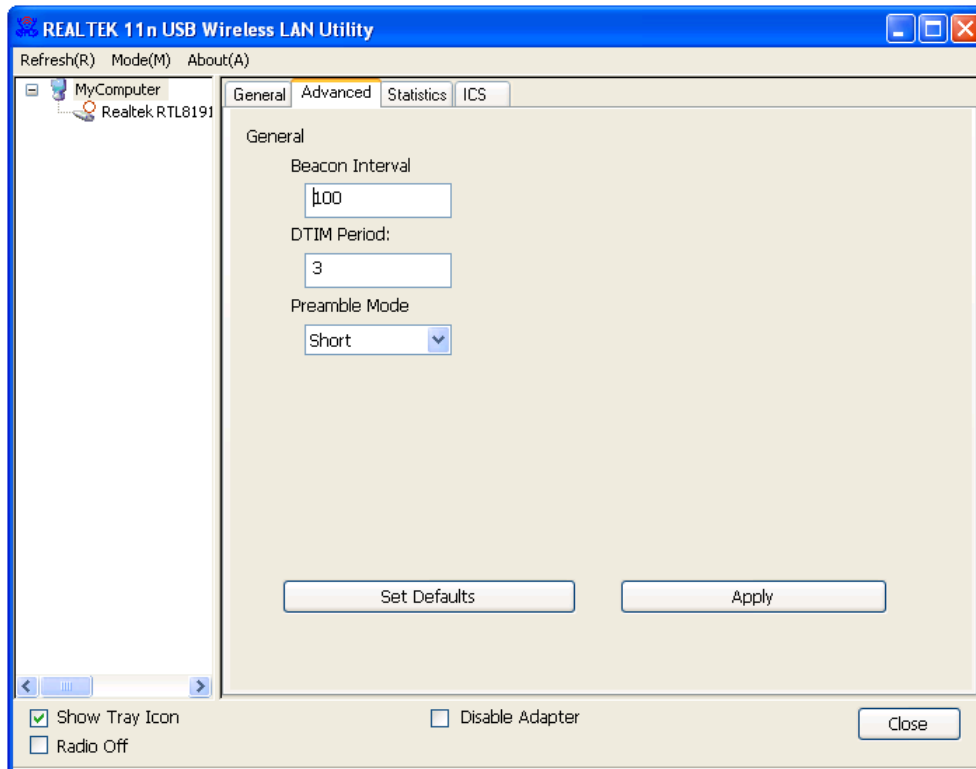 REALTEK 11n USB Wireless LAN Utility
Refresh(R) Mode(M) About(A)
MyComputer
Realtek RTL8191
General Advanced Statistics ICS
General
Beacon Interval
100
DTIM Period:
3
Preamble Mode
Short
Set Defaults Apply
Show Tray Icon
Radio Off
Disable Adapter
Close